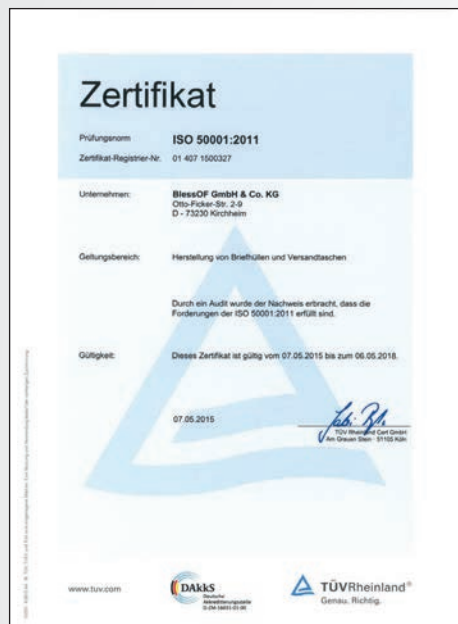 Zertifikat
Prüfungsnorm ISO 50001:2011
Zertifikat-Registrier-Nr. 01 407 1500327
Unternehmen: BlessOF GmbH & Co. KG
Otto-Ficker-Str. 2-9
D - 73230 Kirchheim
Geltungsbereich: Herstellung von Briefhüllen und Versandtaschen
Durch ein Audit wurde der Nachweis erbracht, dass die
Forderungen der ISO 50001:2011 erfüllt sind.
Gültigkeit: Dieses Zertifikat ist gültig vom 07.05.2015 bis zum 06.05.2018.
07.05.2015
TÜV Rheinland Cert GmbH
Am Grauen Stein · 51105 Köln
www.tuv.com
DAkkS
Deutsche
Akkreditierungsstelle
TÜVRheinland®
Genau. Richtig.